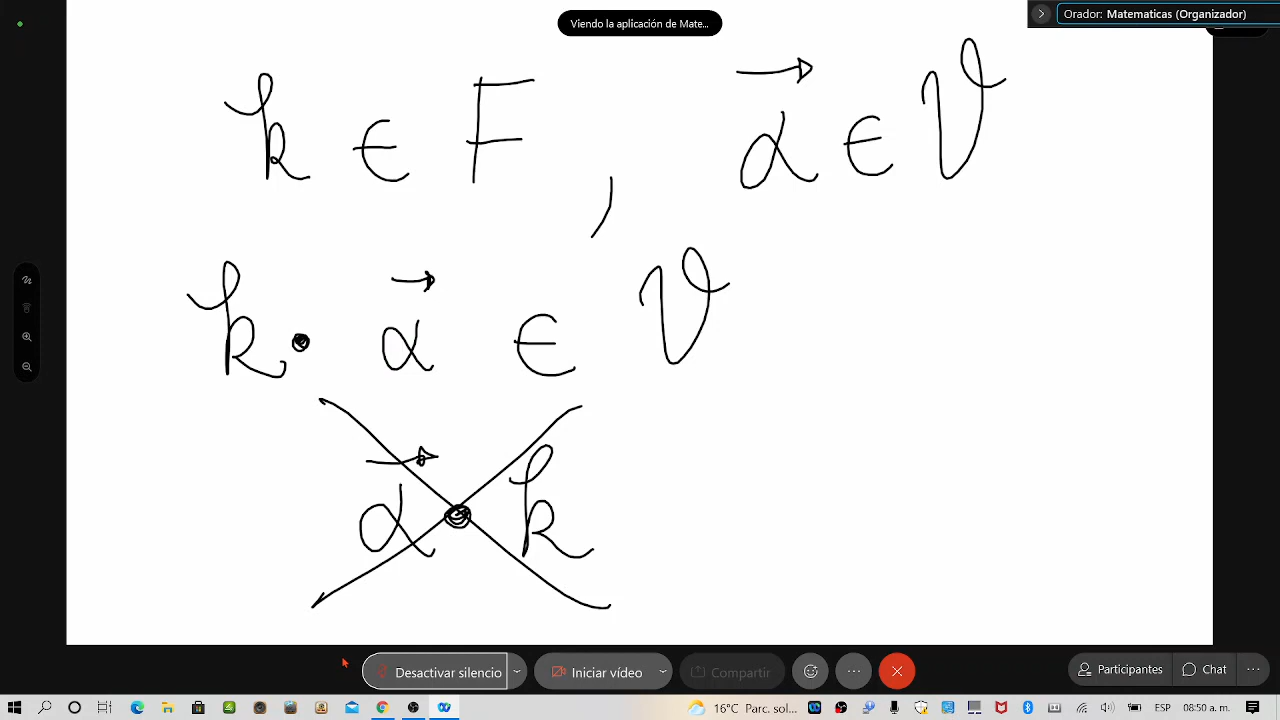 Viendo la aplicación de Mate...
Orador: Matematicas (Organizador)
k ∈ F , α⃗ ∈ V
k · α⃗ ∈ V
α⃗ · k
Desactivar silencio
Iniciar vídeo
Compartir
Participantes
Chat
16°C Parc. sol...
ESP
08:50 a. m.